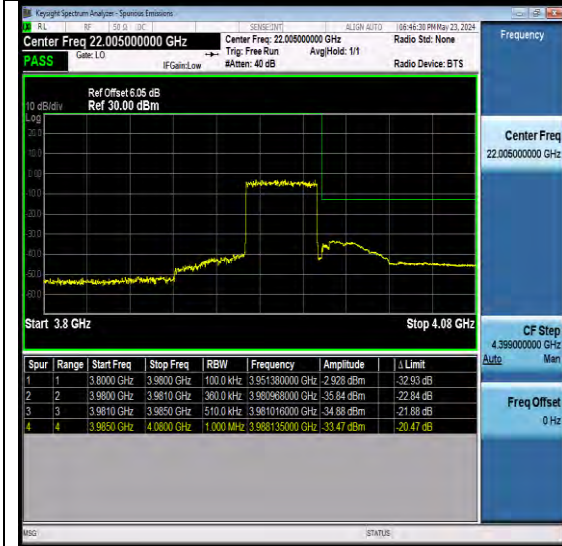 Keysight Spectrum Analyzer - Spurious Emissions
RL RF 50 Ω DC SENSE:INT ALIGN AUTO 06:46:30 PM May 23, 2024
Center Freq 22.005000000 GHz Center Freq: 22.005000000 GHz Radio Std: None Frequency
Gate: LO Trig: Free Run Avg|Hold: 1/1
PASS IFGain:Low #Atten: 40 dB Radio Device: BTS
Ref Offset 6.05 dB
10 dB/div Ref 30.00 dBm
Log
20.0
10.0
0.00
-10.0
-20.0
-30.0
-40.0
-50.0
-60.0
Start 3.8 GHz Stop 4.08 GHz
Center Freq
22.005000000 GHz
CF Step
4.399000000 GHz
Auto Man
Freq Offset
0 Hz
Spur Range Start Freq Stop Freq RBW Frequency Amplitude Δ Limit
1 1 3.8000 GHz 3.9800 GHz 100.0 kHz 3.951380000 GHz -2.928 dBm -32.93 dB
2 2 3.9800 GHz 3.9810 GHz 360.0 kHz 3.980968000 GHz -35.84 dBm -22.84 dB
3 3 3.9810 GHz 3.9850 GHz 510.0 kHz 3.981016000 GHz -34.88 dBm -21.88 dB
4 4 3.9850 GHz 4.0800 GHz 1.000 MHz 3.988135000 GHz -33.47 dBm -20.47 dB
MSG STATUS